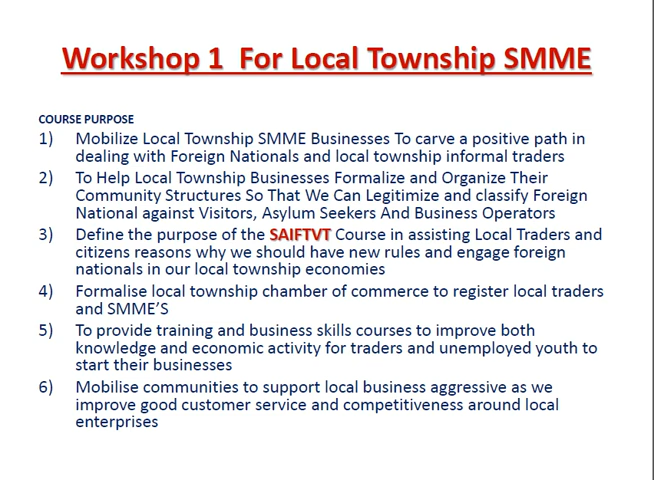 Workshop 1 For Local Township SMME
COURSE PURPOSE
1) Mobilize Local Township SMME Businesses To carve a positive path in
dealing with Foreign Nationals and local township informal traders
2) To Help Local Township Businesses Formalize and Organize Their
Community Structures So That We Can Legitimize and classify Foreign
National against Visitors, Asylum Seekers And Business Operators
3) Define the purpose of the SAIFTVT Course in assisting Local Traders and
citizens reasons why we should have new rules and engage foreign
nationals in our local township economies
4) Formalise local township chamber of commerce to register local traders
and SMME’S
5) To provide training and business skills courses to improve both
knowledge and economic activity for traders and unemployed youth to
start their businesses
6) Mobilise communities to support local business aggressive as we
improve good customer service and competitiveness around local
enterprises